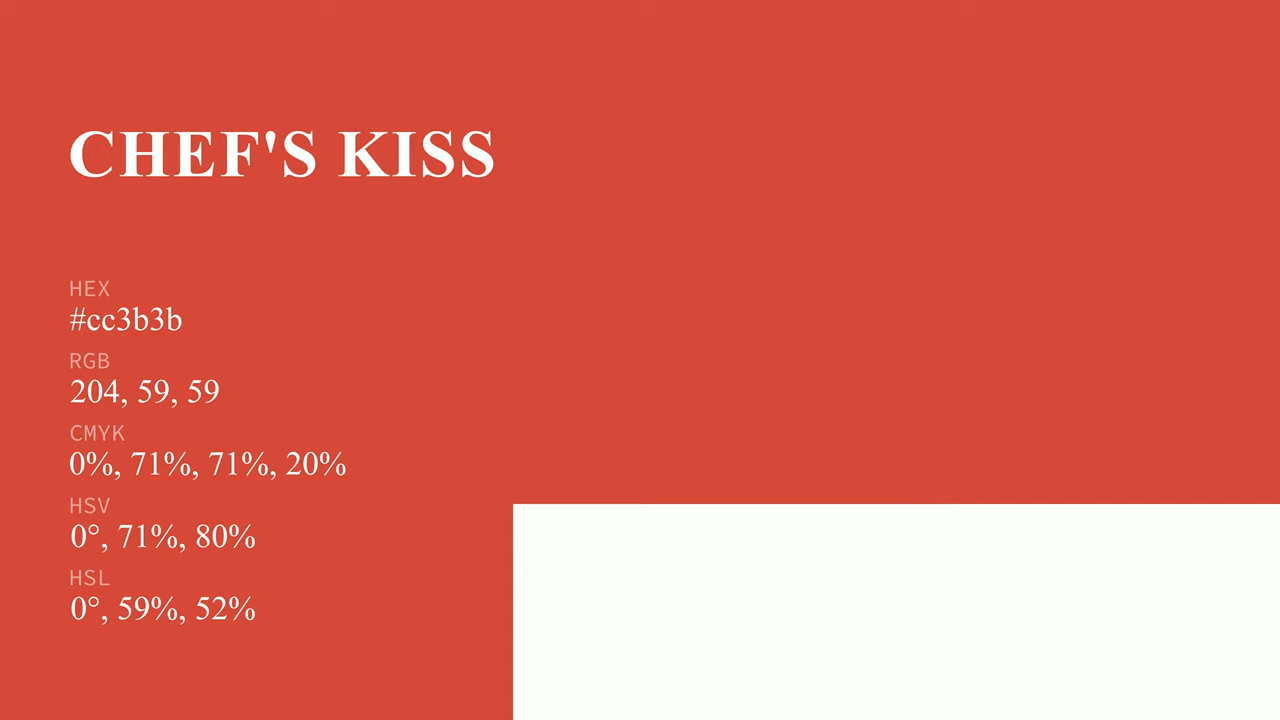 CHEF'S KISS
HEX
#cc3b3b
RGB
204, 59, 59
CMYK
0%, 71%, 71%, 20%
HSV
0°, 71%, 80%
HSL
0°, 59%, 52%